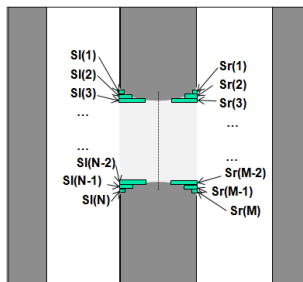 Sl(1)
Sl(2)
Sl(3)
...
...
Sl(N-2)
Sl(N-1)
Sl(N)
Sr(1)
Sr(2)
Sr(3)
...
...
Sr(M-2)
Sr(M-1)
Sr(M)